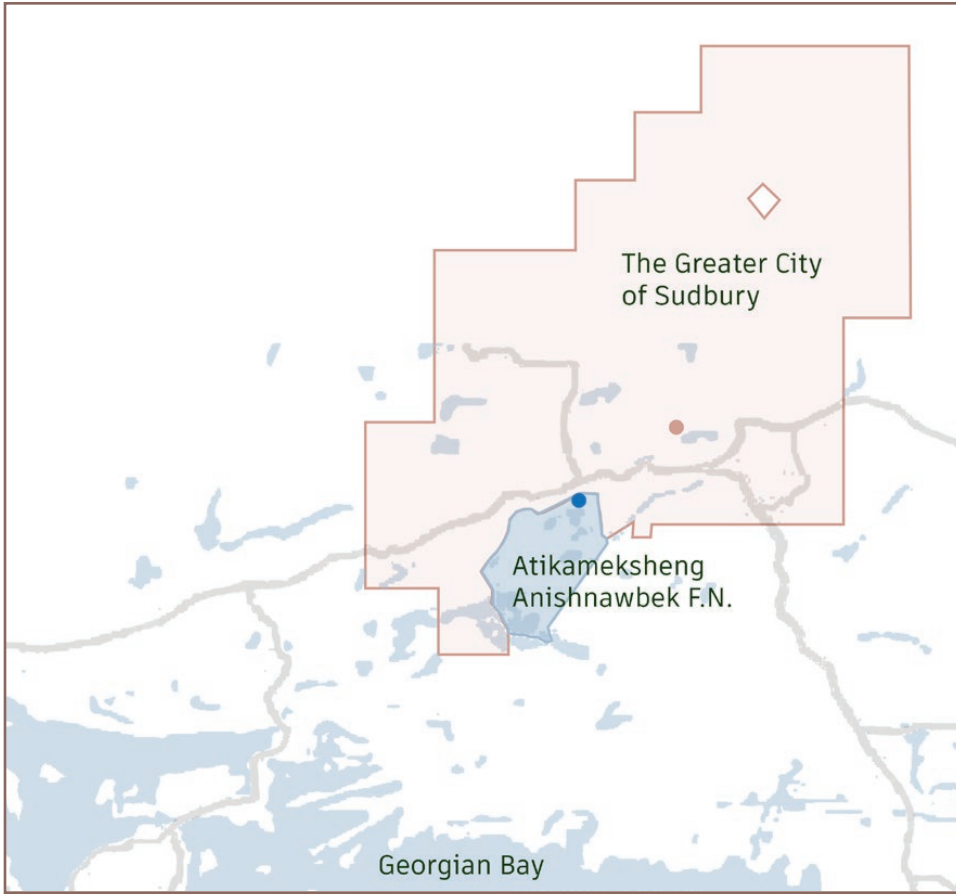 The Greater City
of Sudbury
Atikameksheng
Anishnawbek F.N.
Georgian Bay